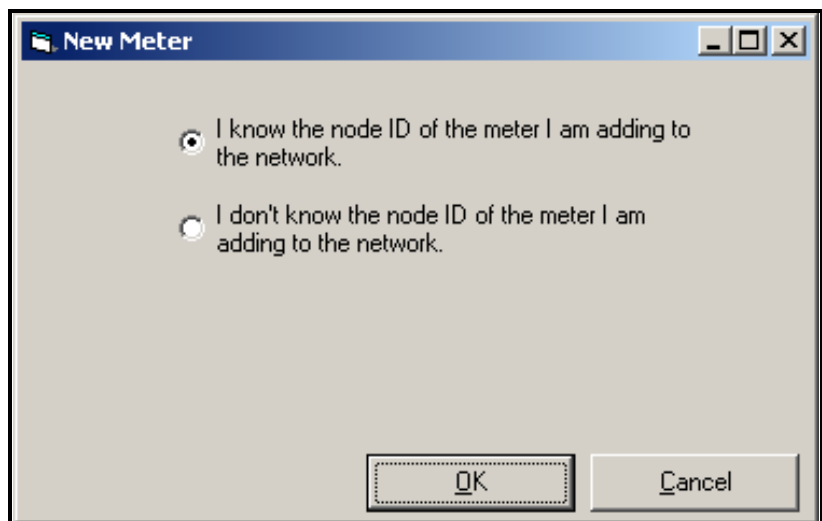 New Meter
I know the node ID of the meter I am adding to
the network.
I don't know the node ID of the meter I am
adding to the network.
OK
Cancel